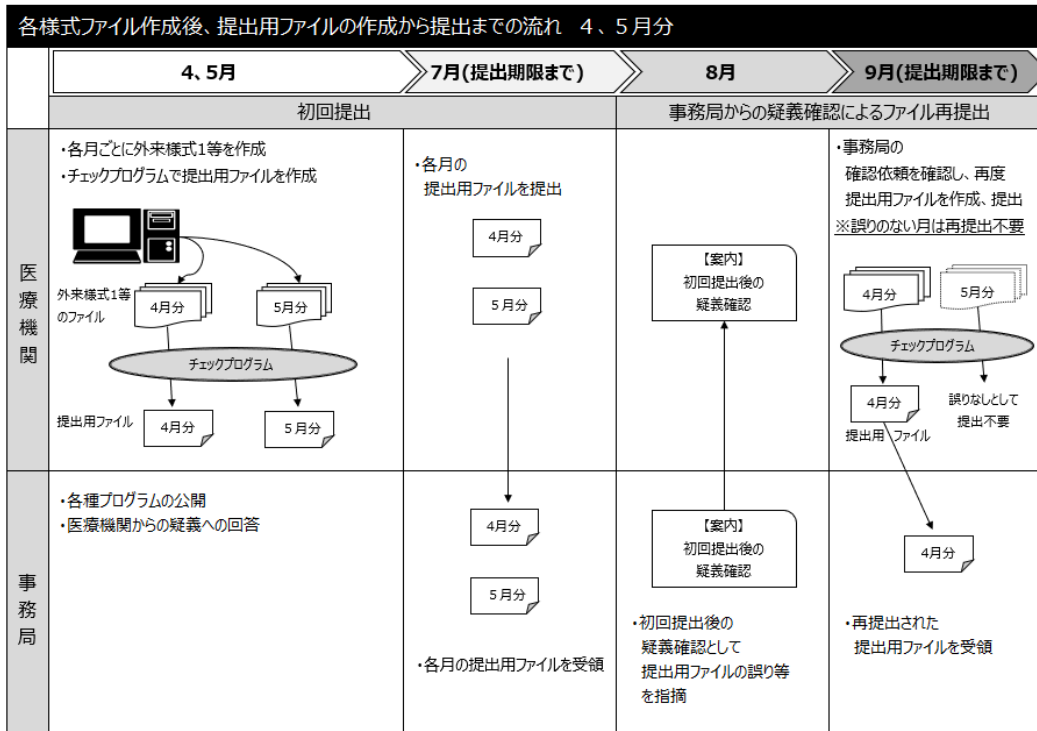 各様式ファイル作成後、提出用ファイルの作成から提出までの流れ 4、5月分
4、5月
7月(提出期限まで)
8月
9月(提出期限まで)
初回提出
事務局からの疑義確認によるファイル再提出
医療機関
・各月ごとに外来様式1等を作成
・チェックプログラムで提出用ファイルを作成
外来様式1等
のファイル
4月分
5月分
チェックプログラム
提出用ファイル
4月分
5月分
・各月の
提出用ファイルを提出
4月分
5月分
【案内】
初回提出後の
疑義確認
・事務局の
確認依頼を確認し、再度
提出用ファイルを作成、提出
※誤りのない月は再提出不要
4月分
5月分
チェックプログラム
4月分
提出用 ファイル
誤りなしとして
提出不要
事務局
・各種プログラムの公開
・医療機関からの疑義への回答
4月分
5月分
・各月の提出用ファイルを受領
【案内】
初回提出後の
疑義確認
・初回提出後の
疑義確認として
提出用ファイルの誤り等
を指摘
4月分
・再提出された
提出用ファイルを受領